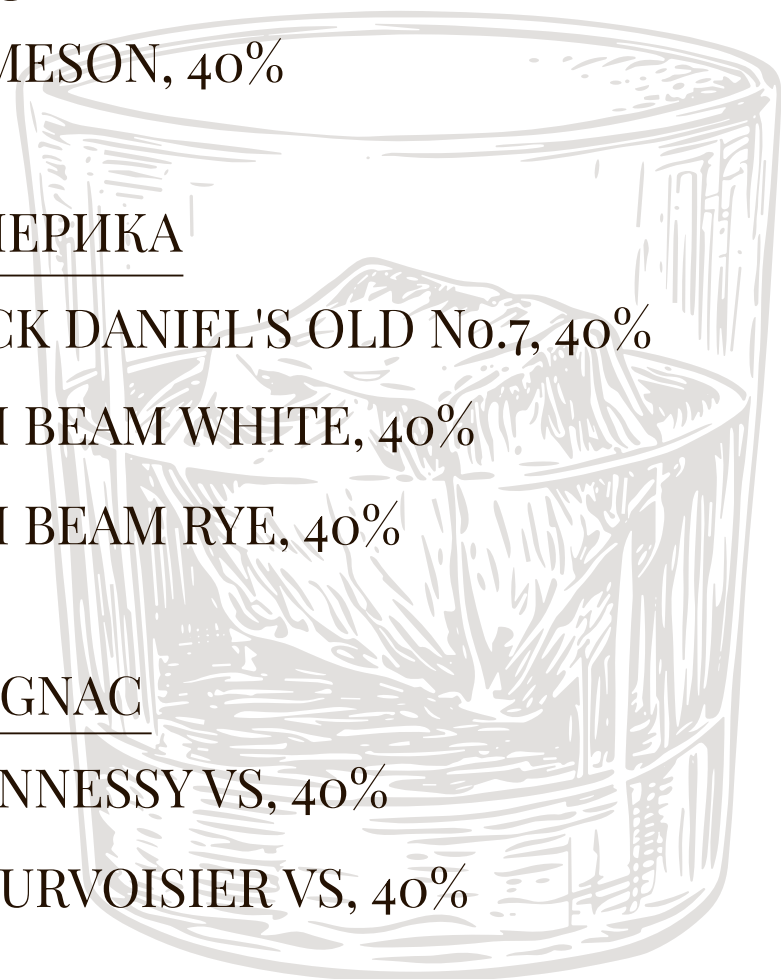 MESON, 40%
МЕРИКА
CK DANIEL'S OLD No.7, 40%
BEAM WHITE, 40%
BEAM RYE, 40%
GNAC
NNESSY VS, 40%
URVOISIER VS, 40%